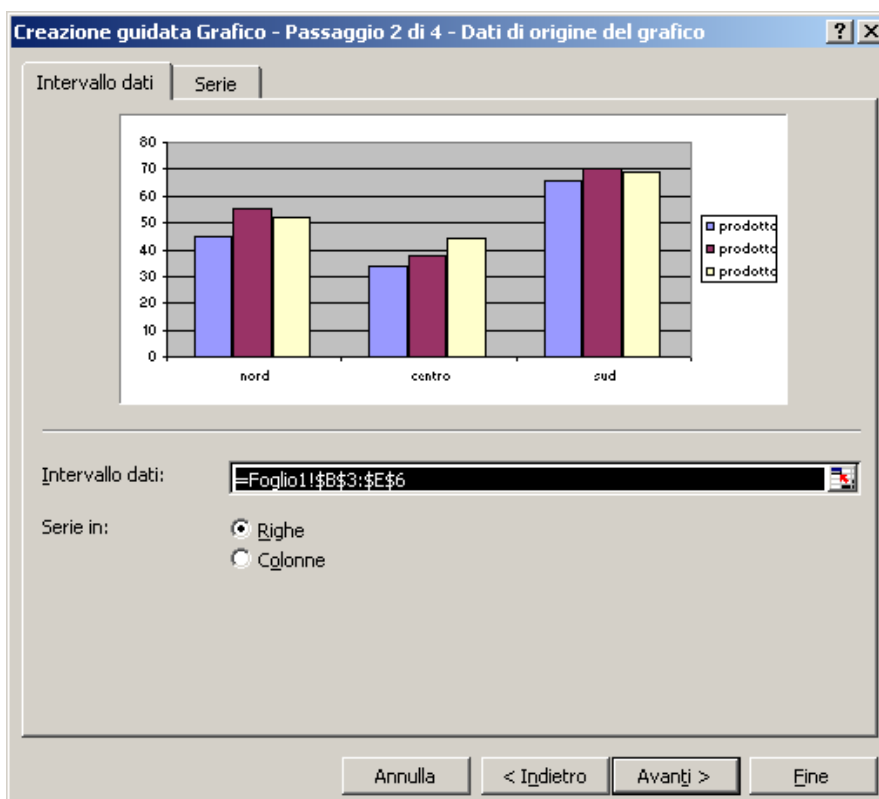 Creazione guidata Grafico - Passaggio 2 di 4 - Dati di origine del grafico
Intervallo dati
Serie
80
70
60
50
40
30
20
10
0
nord
centro
sud
prodotto
prodotto
prodotto
Intervallo dati:
=Foglio1!$B$3:$E$6
Serie in:
Righe
Colonne
Annulla
< Indietro
Avanti >
Fine